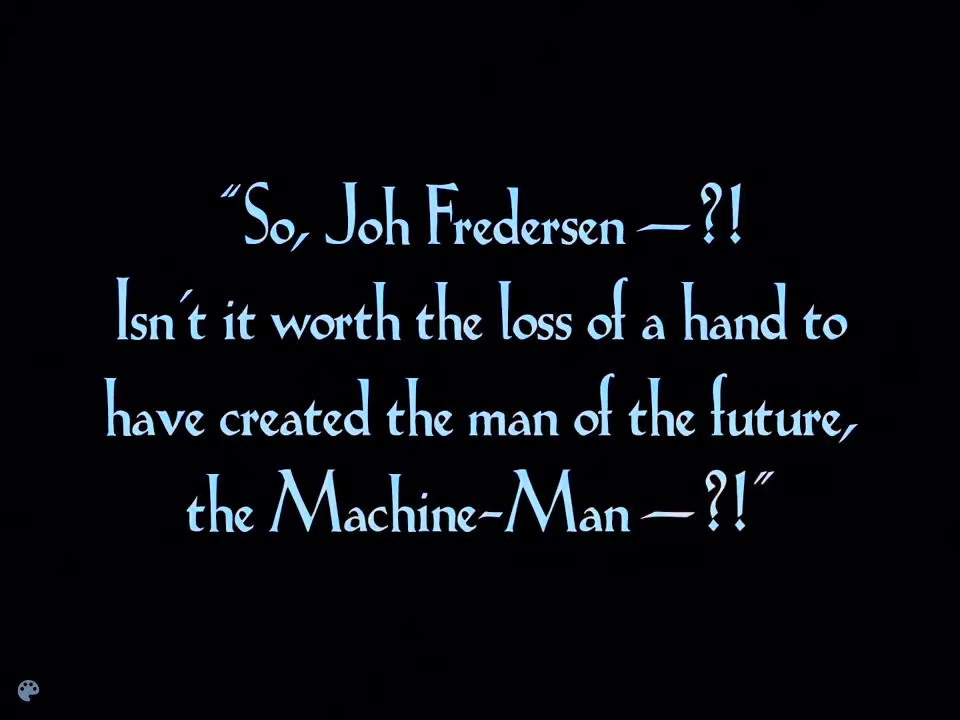 "So, Joh Fredersen —?!
Isn't it worth the loss of a hand to
have created the man of the future,
the Machine-Man —?!"